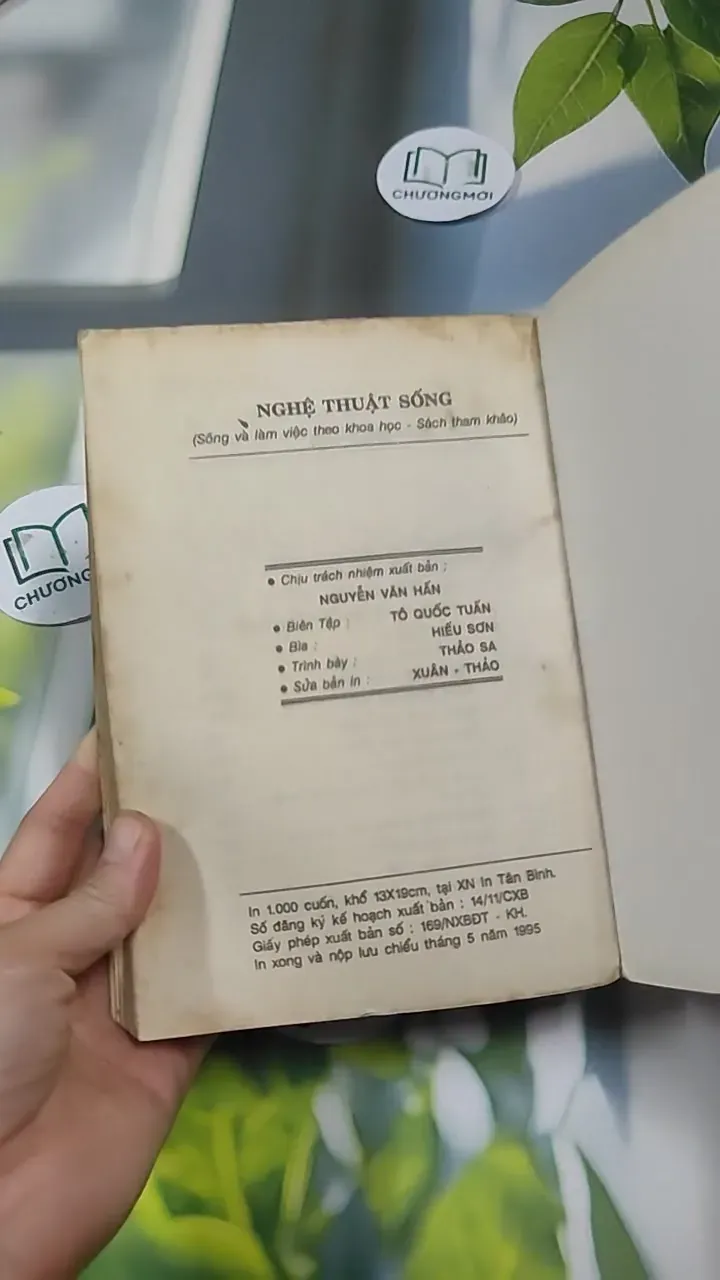 CHƯƠNGMỚI
NGHỆ THUẬT SỐNG
(Sống và làm việc theo khoa học - Sách tham khảo)
CHƯƠNG
• Chịu trách nhiệm xuất bản :
NGUYỄN VĂN HẤN
• Biên Tập : TÔ QUỐC TUẤN
• Bìa : HIẾU SƠN
• Trình bày : THẢO SA
• Sửa bản in : XUÂN - THẢO
In 1.000 cuốn, khổ 13X19cm, tại XN In Tân Bình.
Số đăng ký kế hoạch xuất bản : 14/11/CXB
Giấy phép xuất bản số : 169/NXBĐT - KH.
In xong và nộp lưu chiểu tháng 5 năm 1995